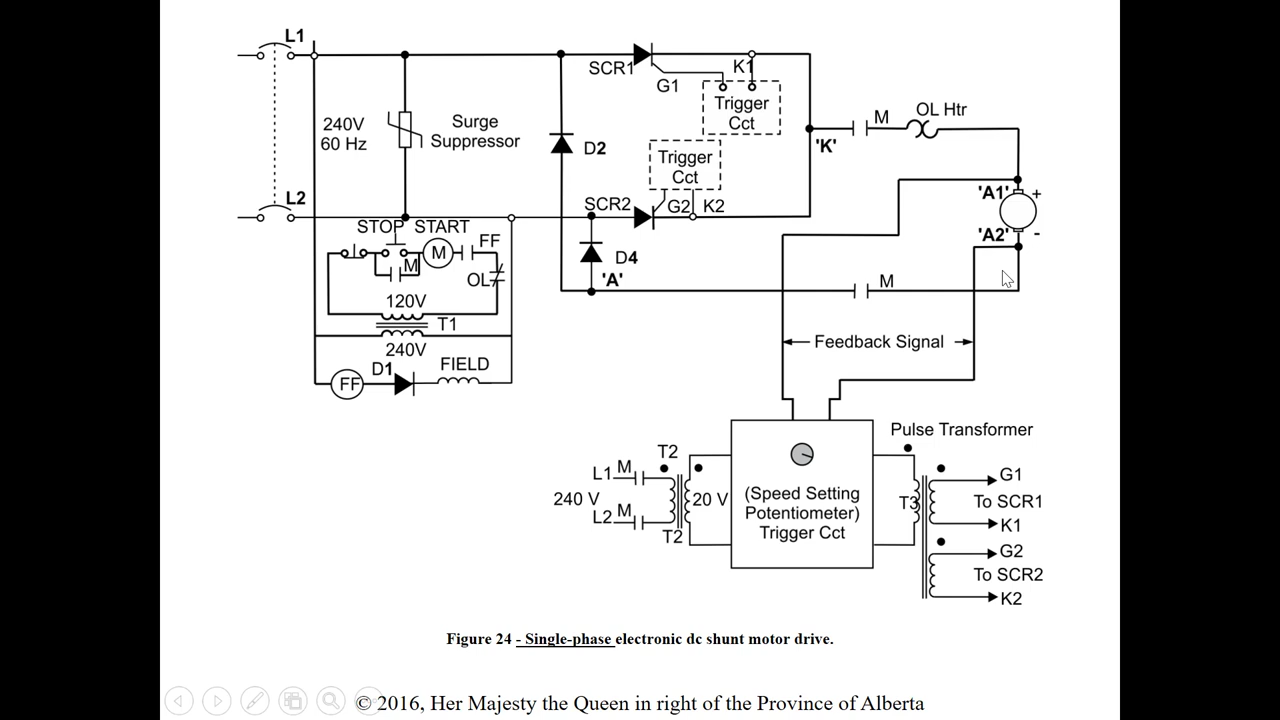 L1
240V
60 Hz
Surge
Suppressor
L2
D2
SCR1
G1
K1
Trigger
Cct
Trigger
Cct
SCR2
G2
K2
D4
'A'
'K'
M
OL Htr
'A1'
+
'A2'
-
M
STOP
START
M
M
FF
OL
120V
T1
240V
FF
D1
FIELD
Feedback Signal
240 V
L1
M
L2
M
T2
T2
20 V
(Speed Setting
Potentiometer)
Trigger Cct
Pulse Transformer
T3
G1
To SCR1
K1
G2
To SCR2
K2
Figure 24 - Single-phase electronic dc shunt motor drive.
© 2016, Her Majesty the Queen in right of the Province of Alberta